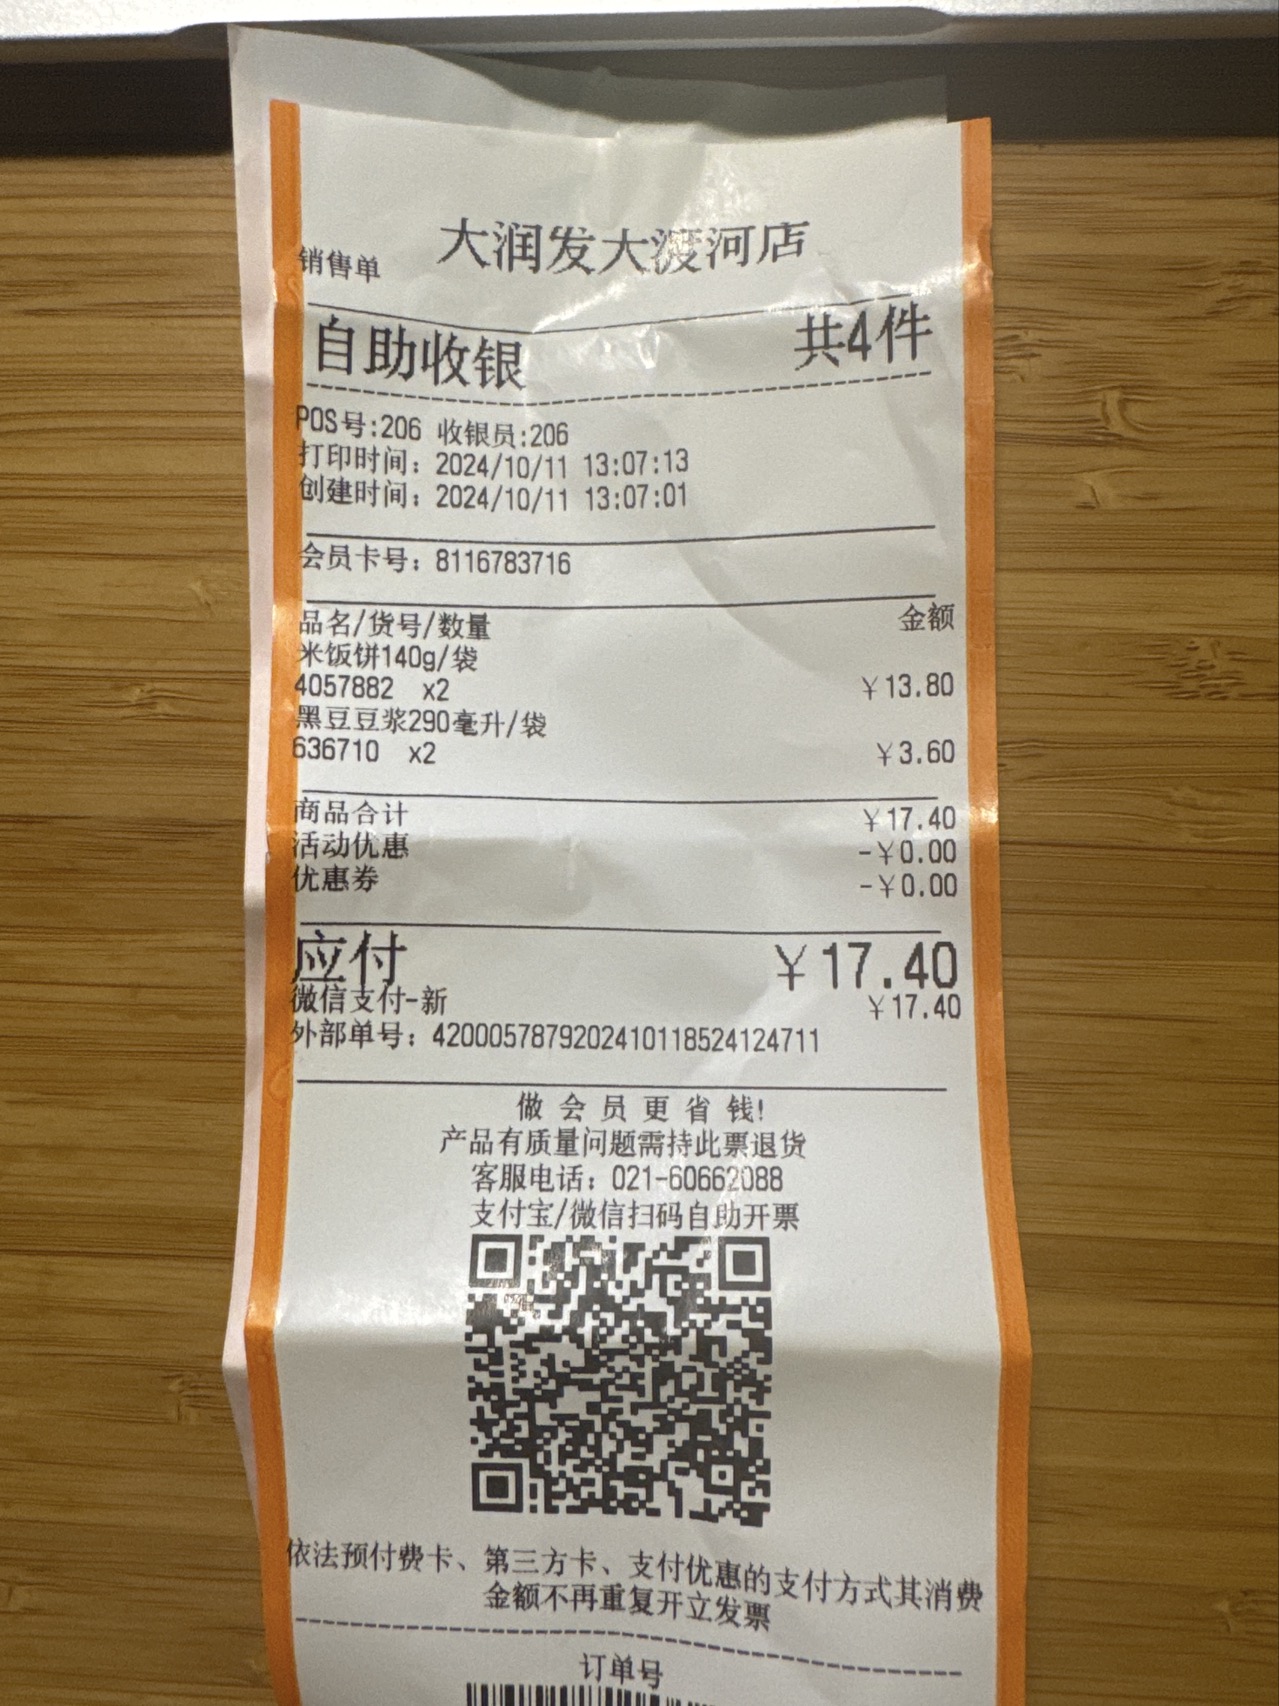 大润发大渡河店
销售单
自助收银 共4件
POS号:206 收银员:206
打印时间：2024/10/11 13:07:13
创建时间：2024/10/11 13:07:01
会员卡号：8116783716
品名/货号/数量 金额
米饭饼140g/袋
4057882 x2 ￥13.80
黑豆豆浆290毫升/袋
636710 x2 ￥3.60
商品合计 ￥17.40
活动优惠 -￥0.00
优惠券 -￥0.00
应付 ￥17.40
微信支付-新 ￥17.40
外部单号：4200057879202410118524124711
做会员更省钱!
产品有质量问题需持此票退货
客服电话：021-60662088
支付宝/微信扫码自助开票
依法预付费卡、第三方卡、支付优惠的支付方式其消费
金额不再重复开立发票
订单号